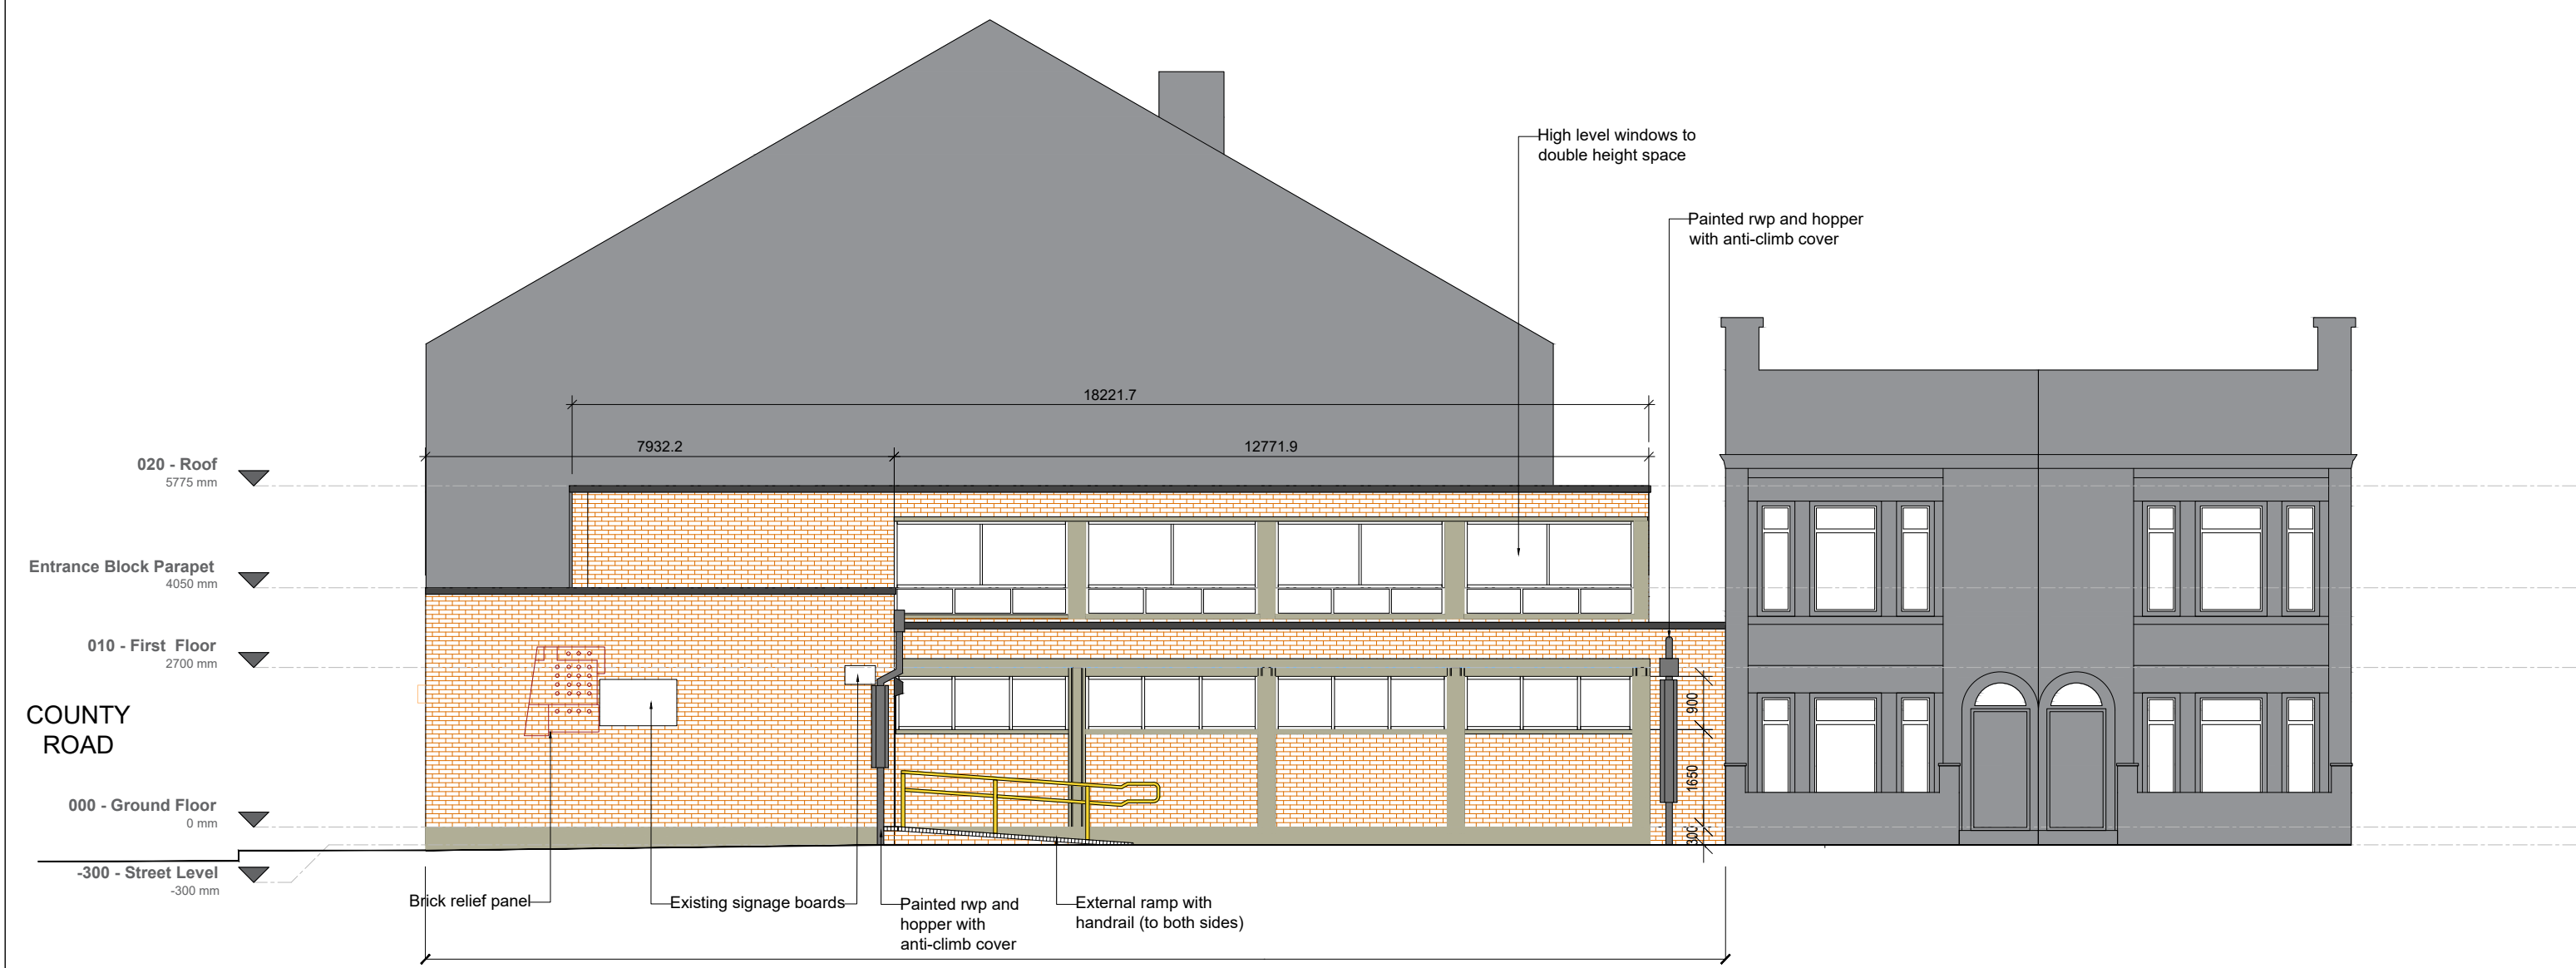 High level windows to
double height space
Painted rwp and hopper
with anti-climb cover
18221.7
7932.2
12771.9
020 - Roof
5775 mm
Entrance Block Parapet
4050 mm
010 - First Floor
2700 mm
COUNTY
ROAD
900
1650
300
000 - Ground Floor
0 mm
-300 - Street Level
-300 mm
Brick relief panel
Existing signage boards
Painted rwp and
hopper with
anti-climb cover
External ramp with
handrail (to both sides)